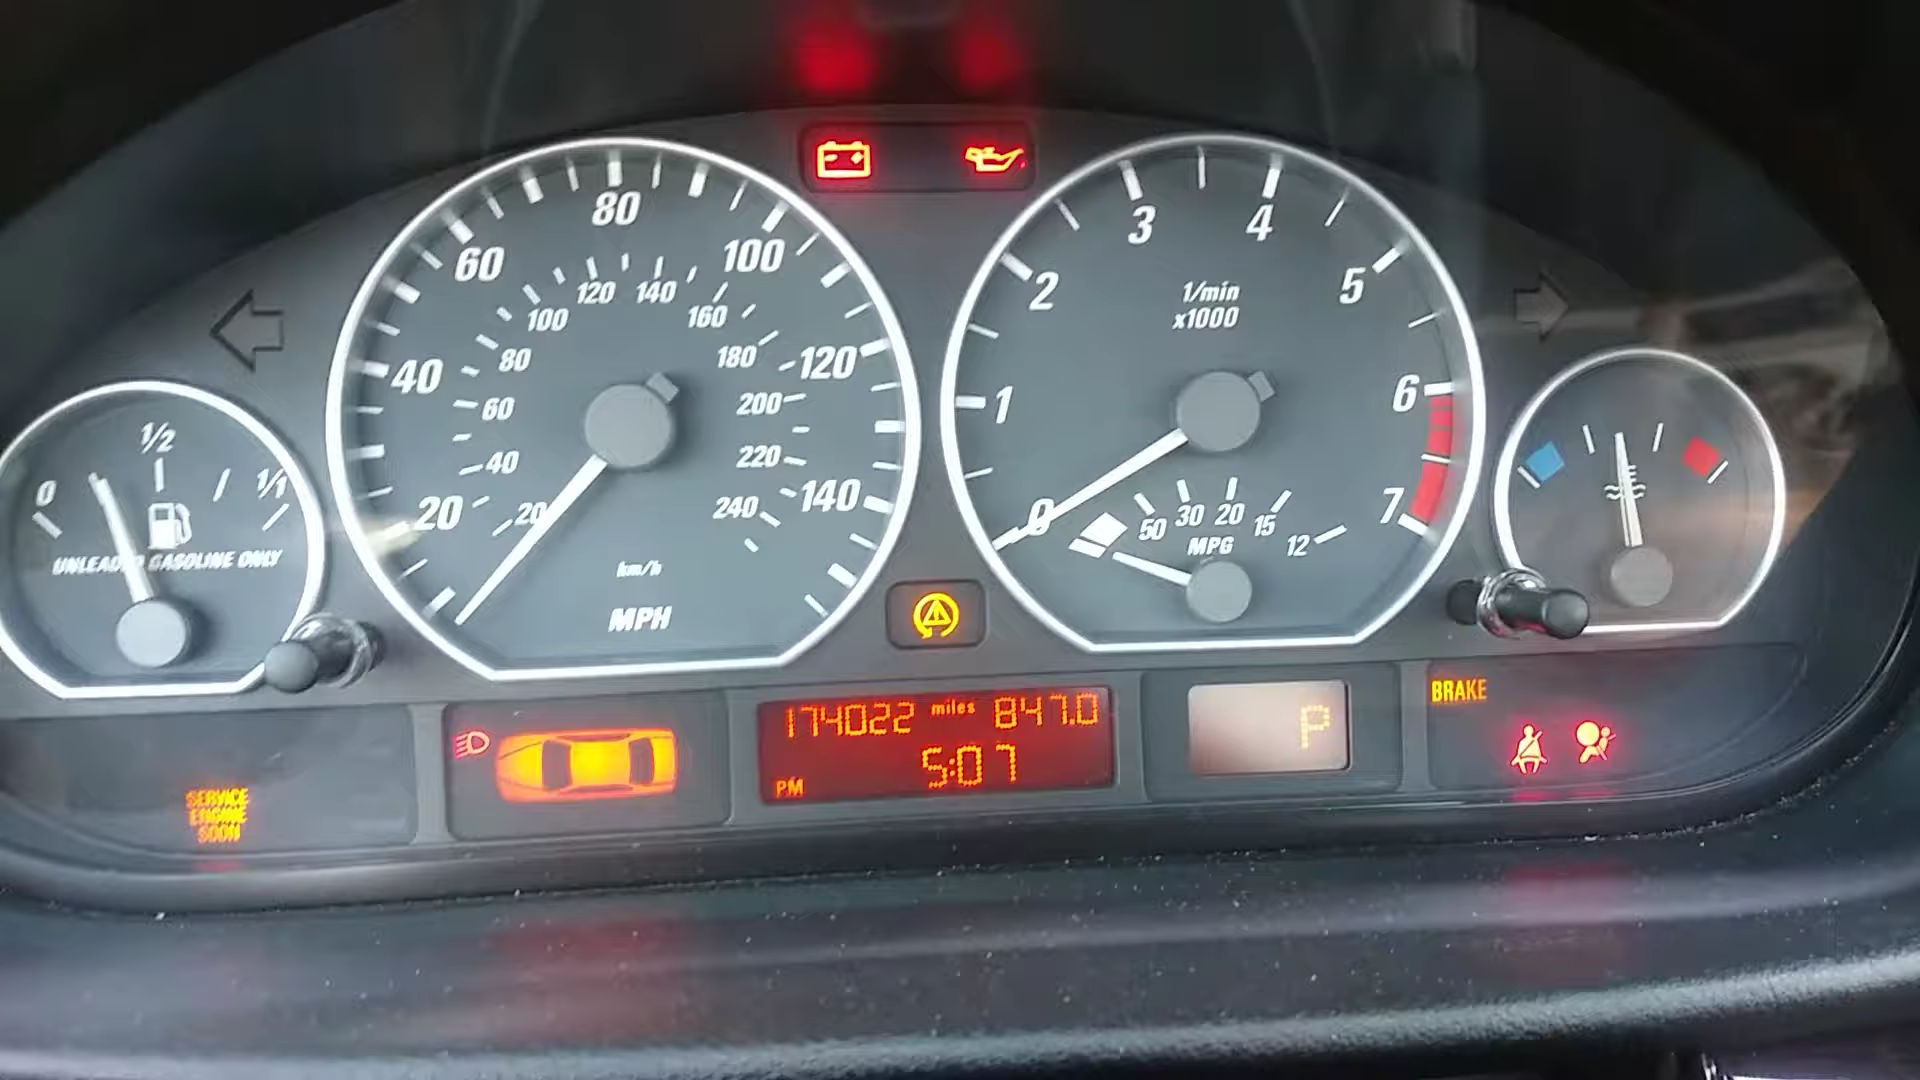 80
60
100
40
120
20
140
120 140
100
160
80
180
60
200
40
220
20
240
km/h
MPH
3
4
2
5
1/min
x1000
1
6
0
7
50 30 20 15 12
MPG
0 1/2 1/1
UNLEADED GASOLINE ONLY
174022 miles 847.0
PM 5:07
P
BRAKE
SERVICE
ENGINE
SOON